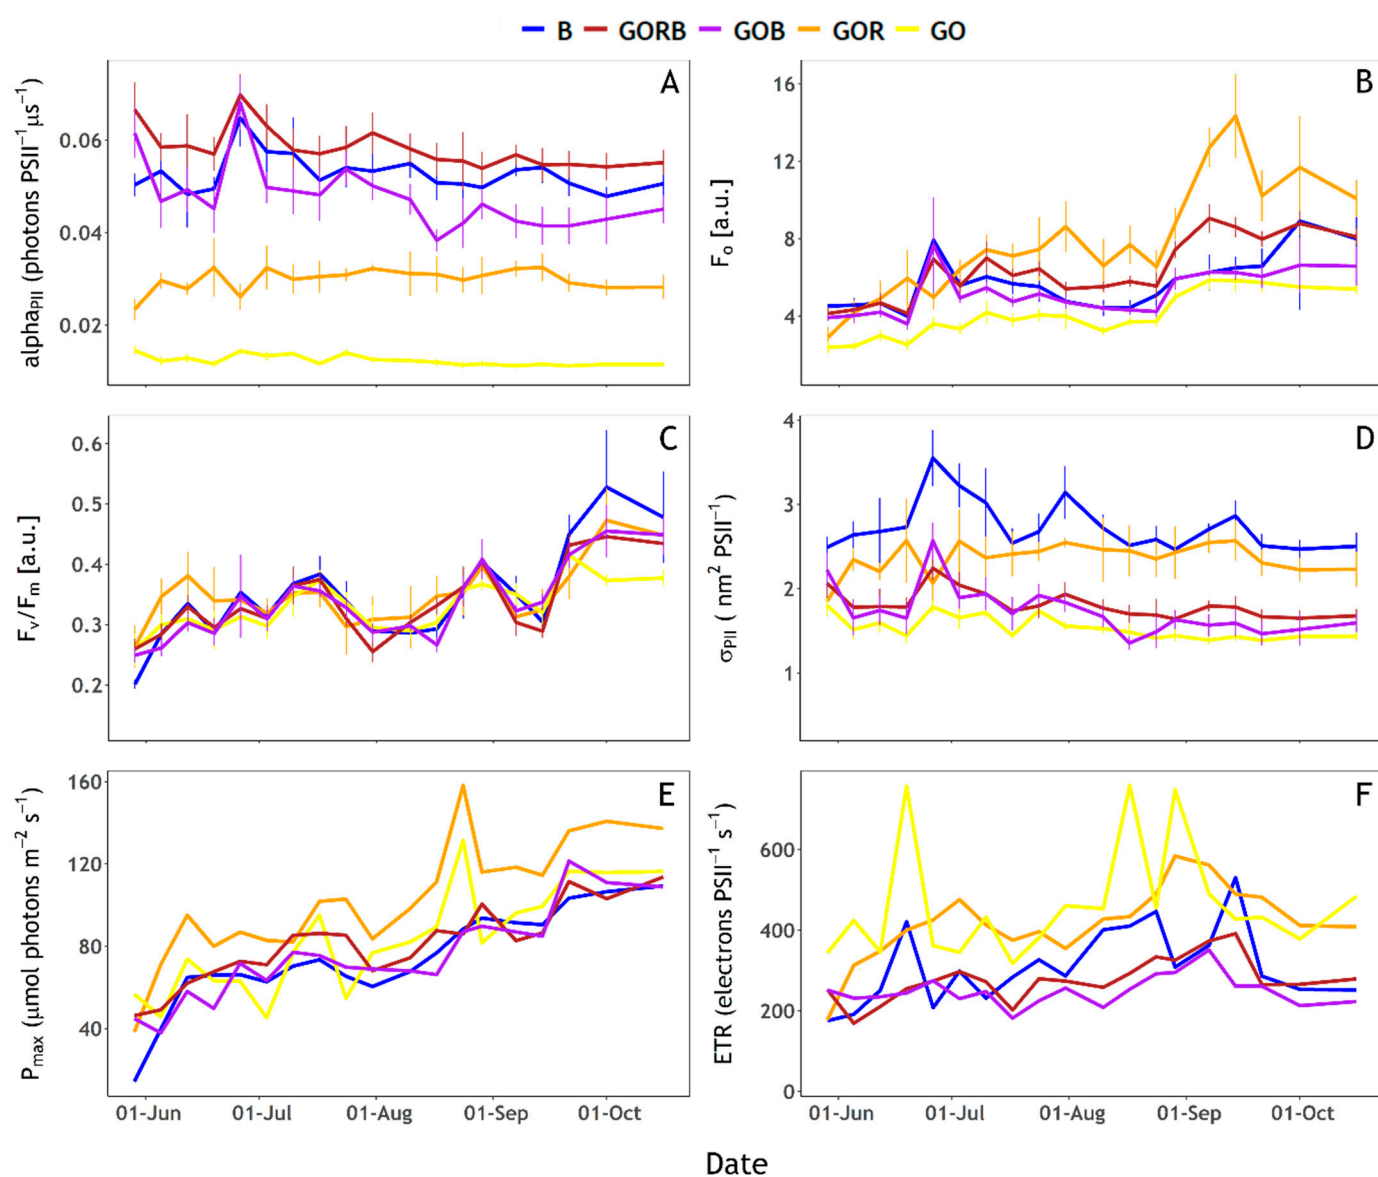 B GORB GOB GOR GO
A
alphaPII (photons PSII⁻¹µs⁻¹)
0.06
0.04
0.02
B
Fo [a.u.]
16
12
8
4
C
Fv/Fm [a.u.]
0.6
0.5
0.4
0.3
0.2
D
σPII ( nm² PSII⁻¹)
4
3
2
1
E
Pmax (µmol photons m⁻² s⁻¹)
160
120
80
40
01-Jun 01-Jul 01-Aug 01-Sep 01-Oct
F
ETR (electrons PSII⁻¹ s⁻¹)
600
400
200
0
01-Jun 01-Jul 01-Aug 01-Sep 01-Oct
Date